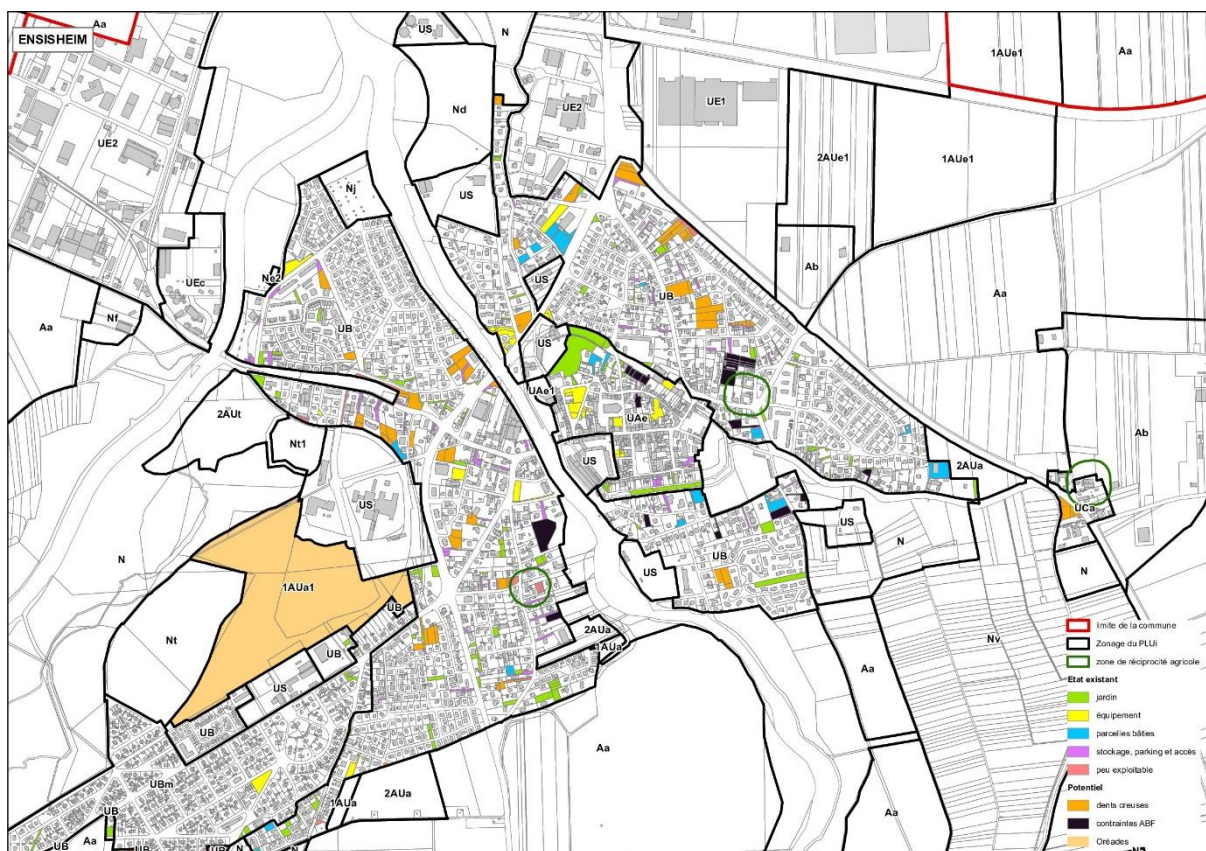 Aa
ENSISHEIM
US
N
1AUe1
Aa
UE2
UE1
Nd
UE2
2AUe1
1AUe1
Nj
US
Ab
Ne2
US
UEc
UB
Aa
Aa
Nf
UB
US
UAe1
UAe
2AUt
Ab
Nt1
US
2AUa
US
UCa
US
N
1AUa1
UB
US
N
UB
2AUa
1AUa
Nt
UB
Nv
US
Aa
UB
Aa
UBm
2AUa
1AUa
UB
Aa
Aa
UB
UB
N
limite de la commune
Zonage du PLUi
zone de réciprocité agricole
Etat existant
jardin
équipement
parcelles bâties
stockage, parking et accès
peu exploitable
Potentiel
dents creuses
contraintes ABF
Oréades